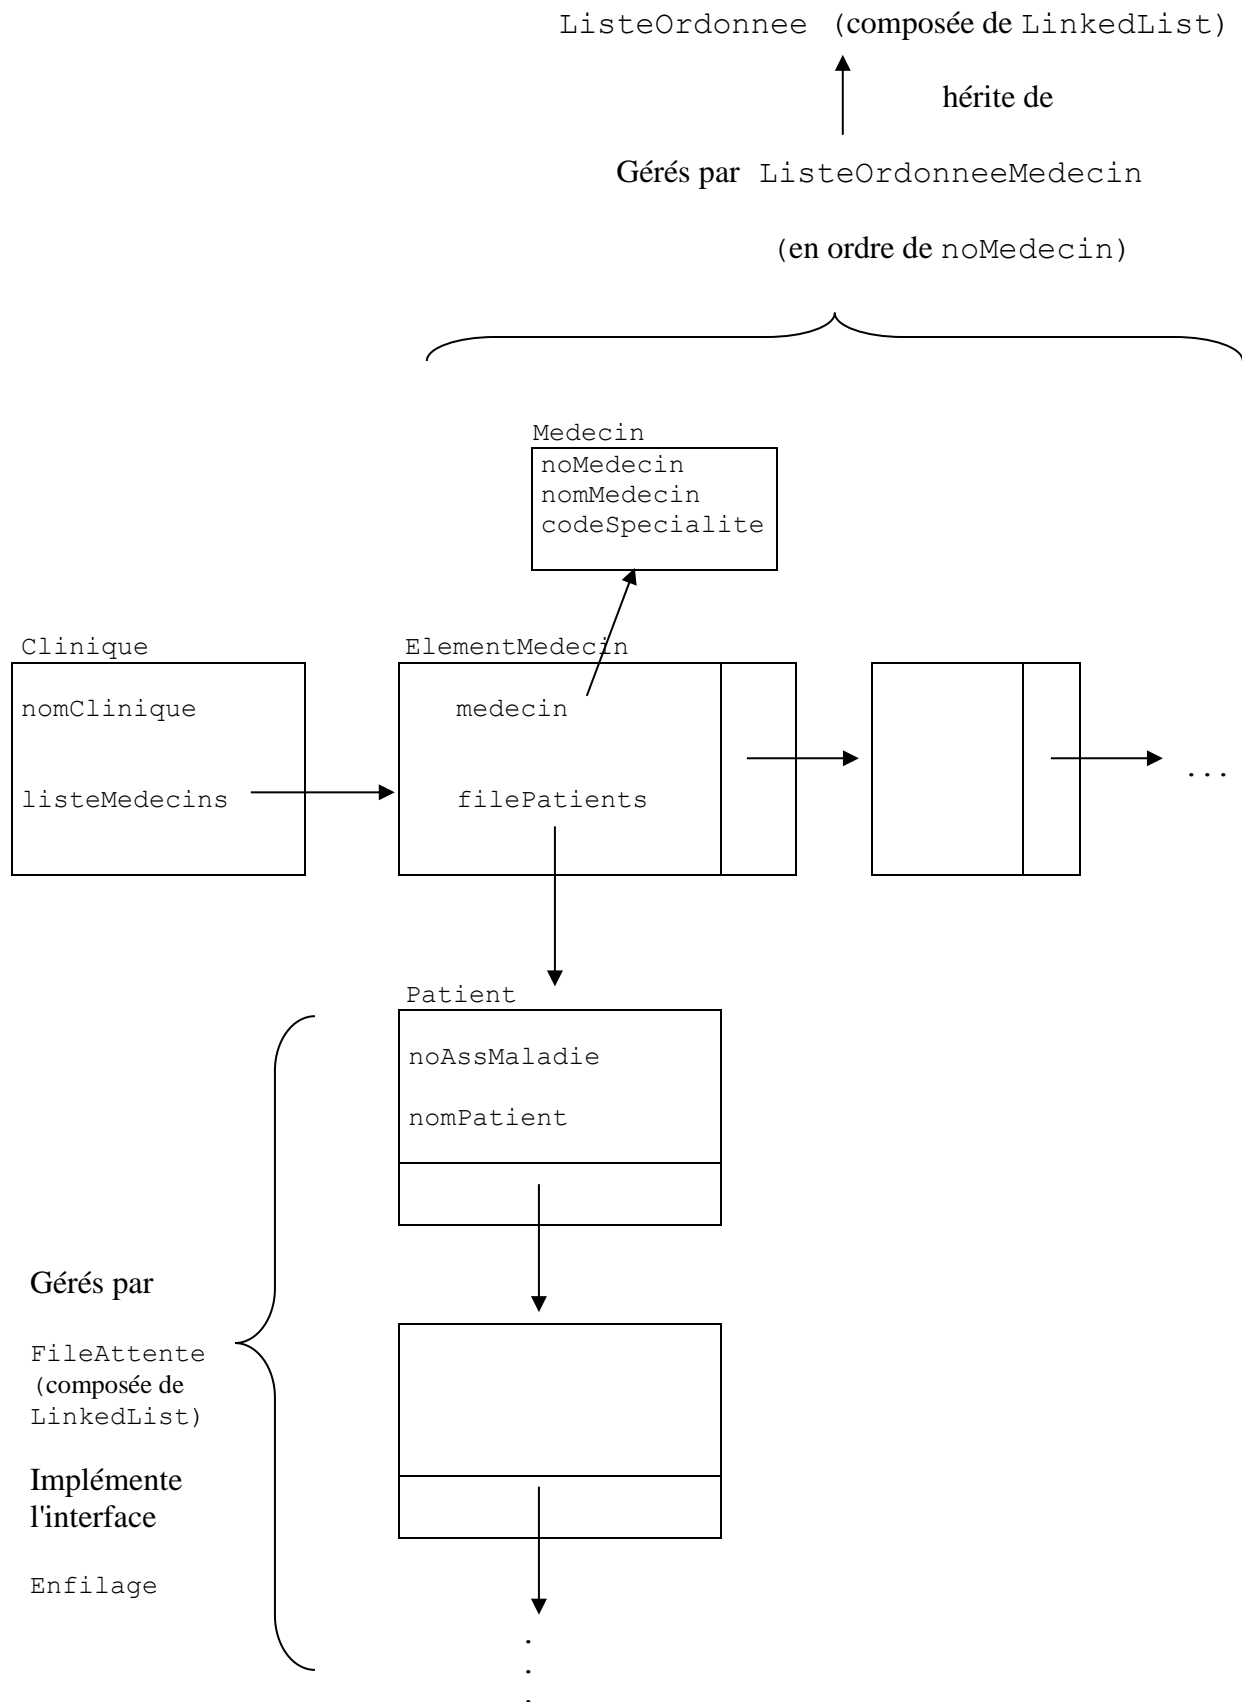 ListeOrdonnee (composée de LinkedList)
hérite de
Gérés par ListeOrdonneeMedecin
(en ordre de noMedecin)
Medecin
noMedecin
nomMedecin
codeSpecialite
Clinique
nomClinique
listeMedecins
ElementMedecin
medecin
filePatients
...
Patient
noAssMaladie
nomPatient
Gérés par
FileAttente
(composée de
LinkedList)
Implémente
l'interface
Enfilage
.
.
.